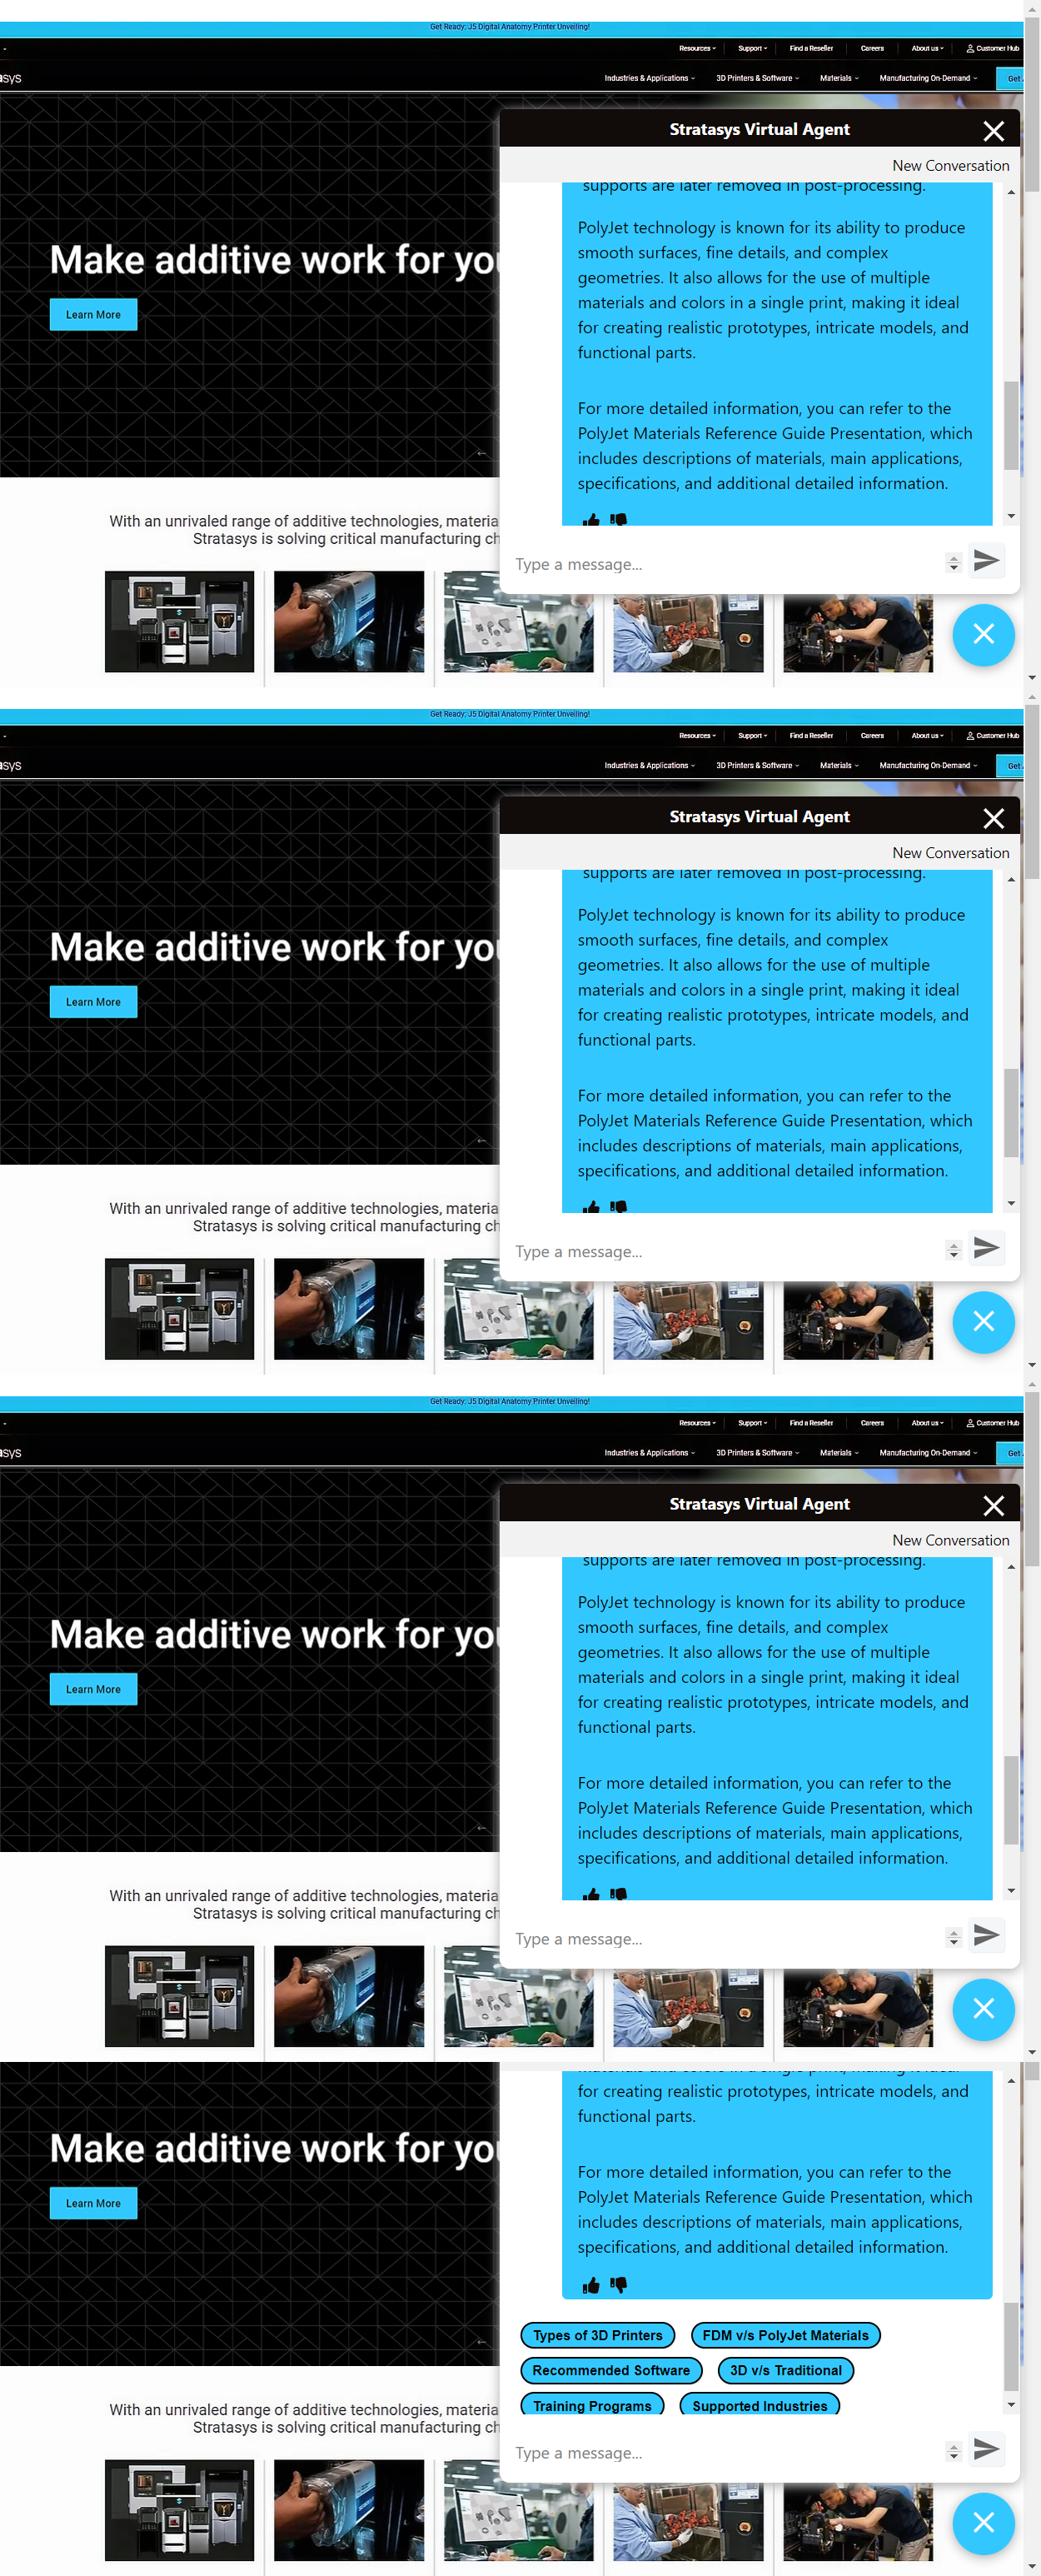 Get Ready: J5 Digital Anatomy Printer Unveiling!
Resources Support Find a Reseller Careers About us Customer Hub
asys Industries & Applications 3D Printers & Software Materials Manufacturing On-Demand Get
Stratasys Virtual Agent
New Conversation
supports are later removed in post-processing.
PolyJet technology is known for its ability to produce
smooth surfaces, fine details, and complex
geometries. It also allows for the use of multiple
materials and colors in a single print, making it ideal
for creating realistic prototypes, intricate models, and
functional parts.
For more detailed information, you can refer to the
PolyJet Materials Reference Guide Presentation, which
includes descriptions of materials, main applications,
specifications, and additional detailed information.
Type a message...
Make additive work for you
Learn More
With an unrivaled range of additive technologies, materia
Stratasys is solving critical manufacturing ch
Get Ready: J5 Digital Anatomy Printer Unveiling!
Resources Support Find a Reseller Careers About us Customer Hub
asys Industries & Applications 3D Printers & Software Materials Manufacturing On-Demand Get
Stratasys Virtual Agent
New Conversation
supports are later removed in post-processing.
PolyJet technology is known for its ability to produce
smooth surfaces, fine details, and complex
geometries. It also allows for the use of multiple
materials and colors in a single print, making it ideal
for creating realistic prototypes, intricate models, and
functional parts.
For more detailed information, you can refer to the
PolyJet Materials Reference Guide Presentation, which
includes descriptions of materials, main applications,
specifications, and additional detailed information.
Type a message...
Make additive work for you
Learn More
With an unrivaled range of additive technologies, materia
Stratasys is solving critical manufacturing ch
Get Ready: J5 Digital Anatomy Printer Unveiling!
Resources Support Find a Reseller Careers About us Customer Hub
asys Industries & Applications 3D Printers & Software Materials Manufacturing On-Demand Get
Stratasys Virtual Agent
New Conversation
supports are later removed in post-processing.
PolyJet technology is known for its ability to produce
smooth surfaces, fine details, and complex
geometries. It also allows for the use of multiple
materials and colors in a single print, making it ideal
for creating realistic prototypes, intricate models, and
functional parts.
For more detailed information, you can refer to the
PolyJet Materials Reference Guide Presentation, which
includes descriptions of materials, main applications,
specifications, and additional detailed information.
Type a message...
Make additive work for you
Learn More
With an unrivaled range of additive technologies, materia
Stratasys is solving critical manufacturing ch
materials and colors in a single print, making it ideal
for creating realistic prototypes, intricate models, and
functional parts.
For more detailed information, you can refer to the
PolyJet Materials Reference Guide Presentation, which
includes descriptions of materials, main applications,
specifications, and additional detailed information.
Types of 3D Printers FDM v/s PolyJet Materials
Recommended Software 3D v/s Traditional
Training Programs Supported Industries
Type a message...
Make additive work for you
Learn More
With an unrivaled range of additive technologies, materia
Stratasys is solving critical manufacturing ch